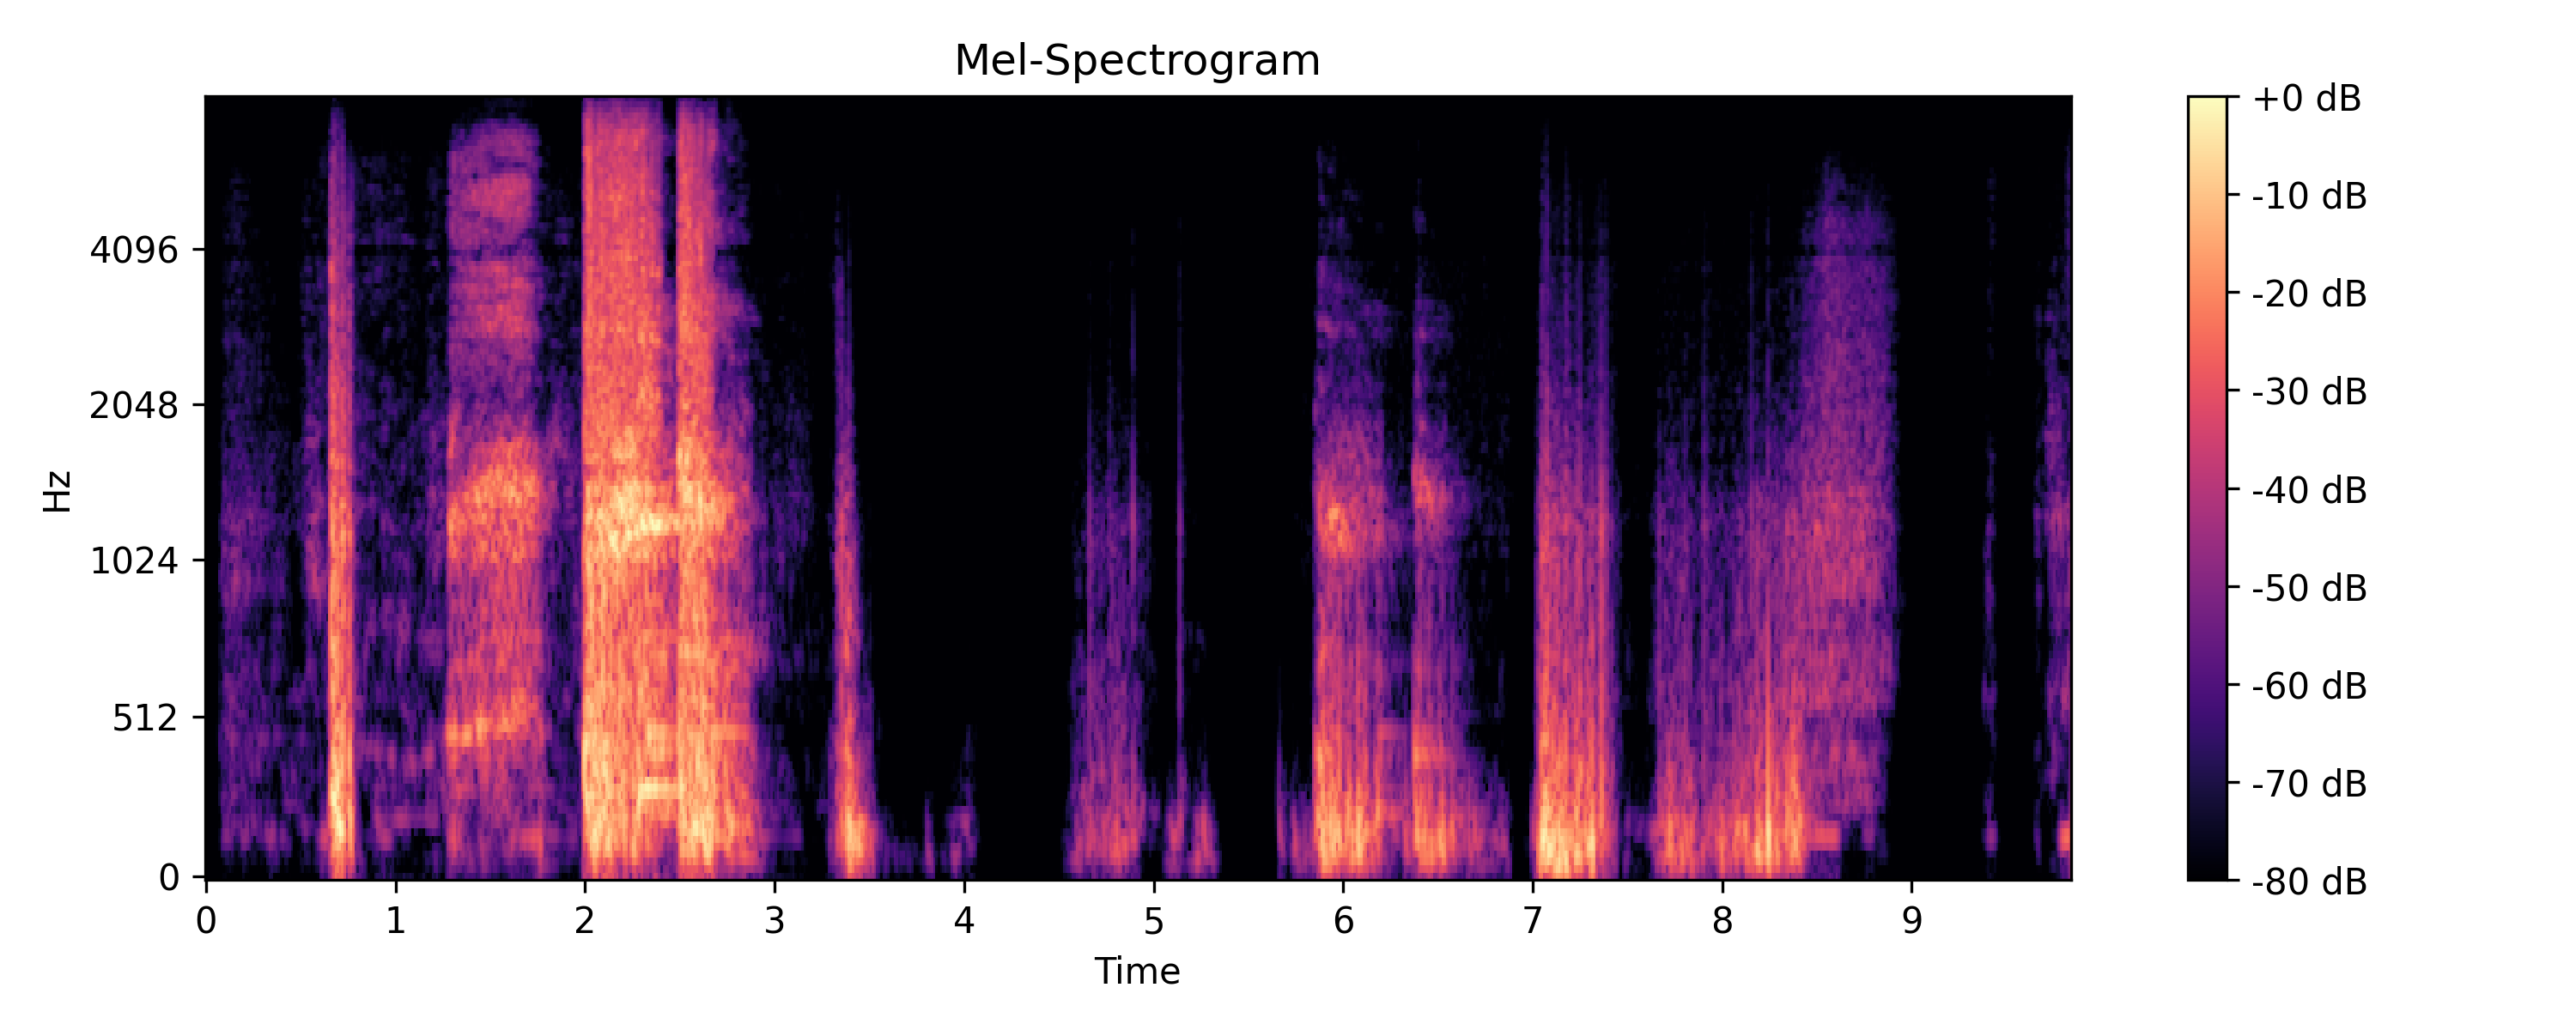 Mel-Spectrogram
+0 dB
-10 dB
-20 dB
-30 dB
-40 dB
-50 dB
-60 dB
-70 dB
-80 dB
4096
2048
1024
512
0
Hz
0 1 2 3 4 5 6 7 8 9
Time